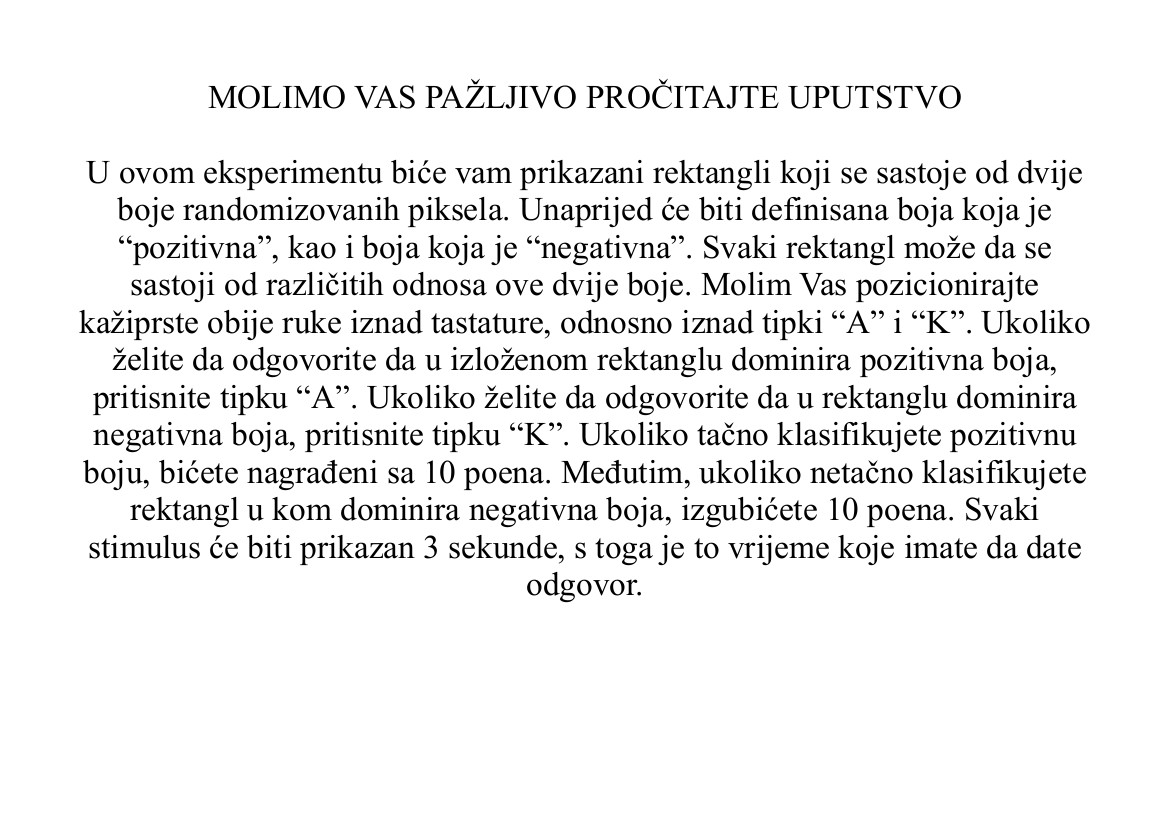 MOLIMO VAS PAŽLJIVO PROČITAJTE UPUTSTVO
U ovom eksperimentu biće vam prikazani rektangli koji se sastoje od dvije
boje randomizovanih piksela. Unaprijed će biti definisana boja koja je
“pozitivna”, kao i boja koja je “negativna”. Svaki rektangl može da se
sastoji od različitih odnosa ove dvije boje. Molim Vas pozicionirajte
kažiprste obije ruke iznad tastature, odnosno iznad tipki “A” i “K”. Ukoliko
želite da odgovorite da u izloženom rektanglu dominira pozitivna boja,
pritisnite tipku “A”. Ukoliko želite da odgovorite da u rektanglu dominira
negativna boja, pritisnite tipku “K”. Ukoliko tačno klasifikujete pozitivnu
boju, bićete nagrađeni sa 10 poena. Međutim, ukoliko netačno klasifikujete
rektangl u kom dominira negativna boja, izgubićete 10 poena. Svaki
stimulus će biti prikazan 3 sekunde, s toga je to vrijeme koje imate da date
odgovor.